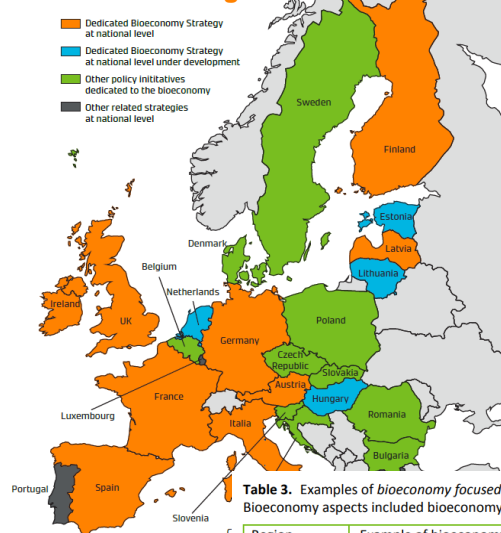 Dedicated Bioeconomy Strategy
at national level
Dedicated Bioeconomy Strategy
at national level under development
Other policy inititatives
dedicated to the bioeconomy
Other related strategies
at national level
Sweden
Finland
Estonia
Denmark
Latvia
Belgium
Lithuania
Netherlands
Ireland
UK
Poland
Germany
Czech
Republic
Slovakia
Austria
France
Hungary
Luxembourg
Romania
Italia
Bulgaria
Portugal
Spain
Slovenia
Table 3. Examples of bioeconomy focused
Bioeconomy aspects included bioeconomy
Region
Example of bioeconomy